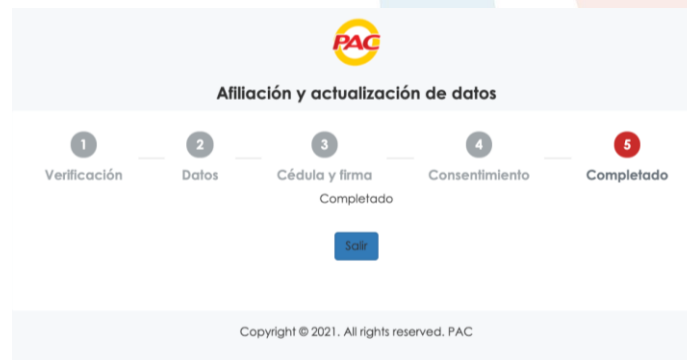 PAC
Afiliación y actualización de datos
1 2 3 4 5
Verificación Datos Cédula y firma Consentimiento Completado
Completado
Salir
Copyright © 2021. All rights reserved. PAC